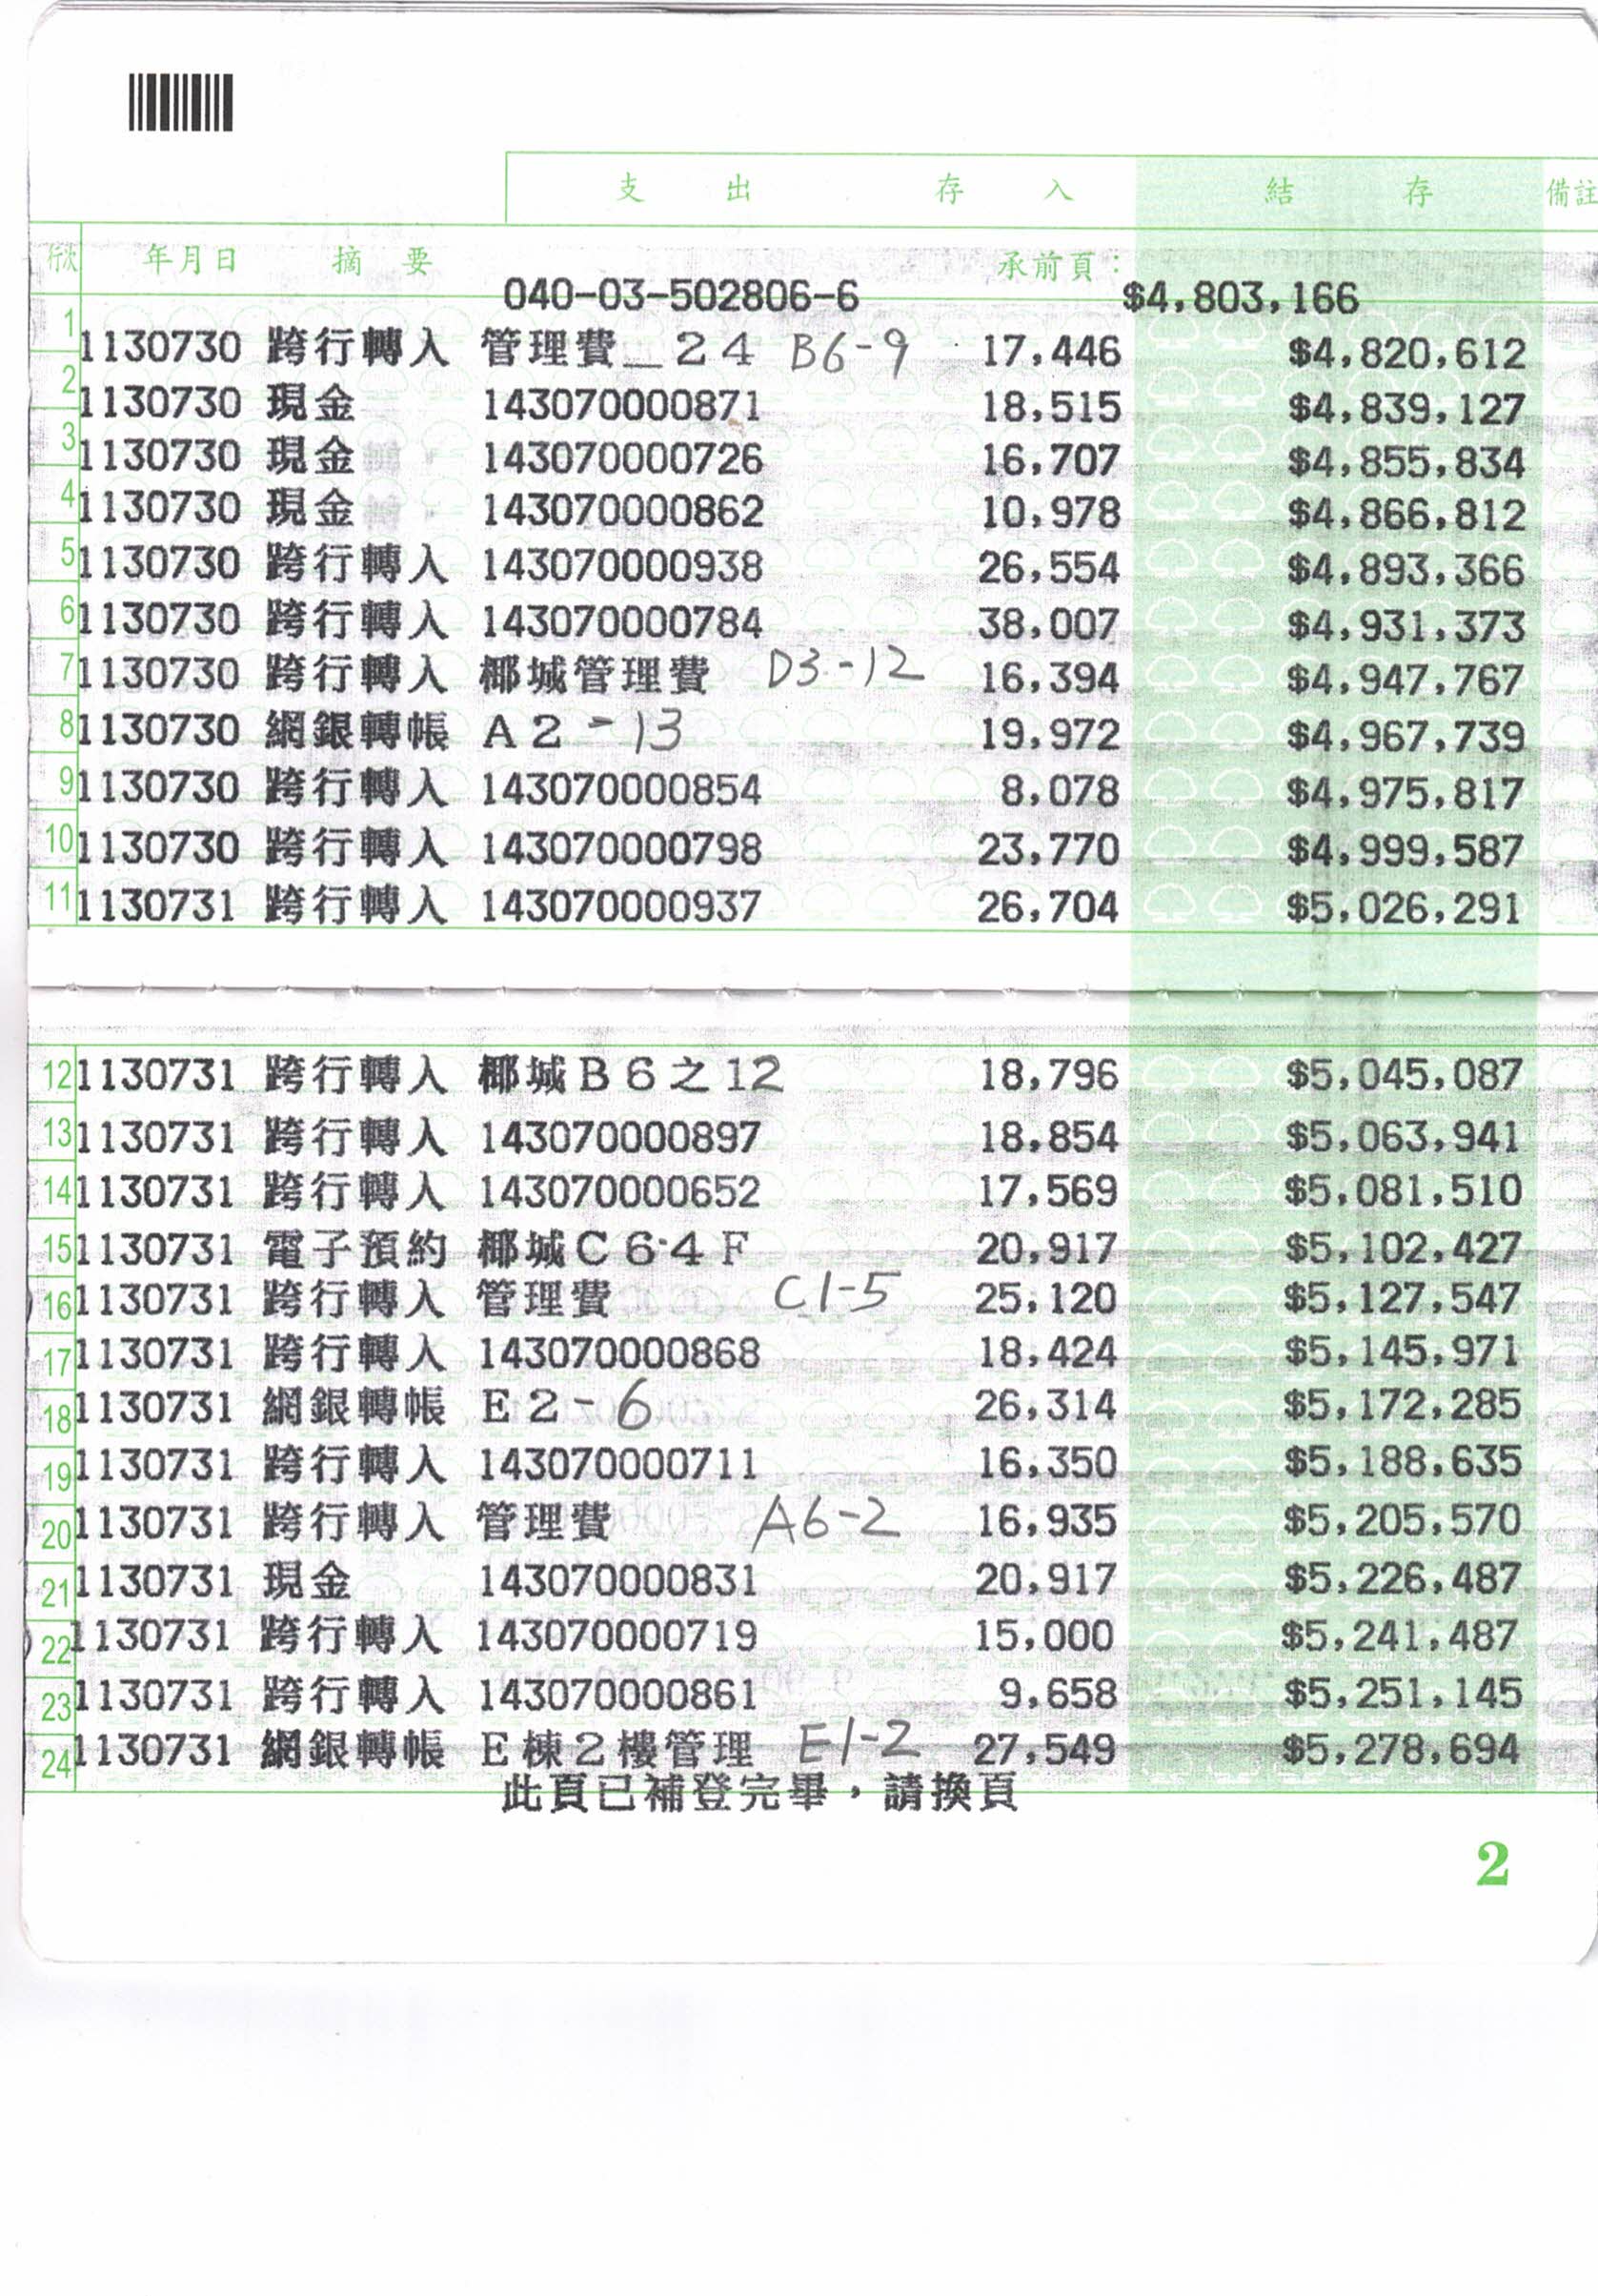 支 出 存 入 結 存 備註
行次 年月日 摘 要 承前頁：
040-03-502806-6 $4,803,166
1 1130730 跨行轉入 管理費＿２４ B6-9 17,446 $4,820,612
2 1130730 現金 143070000871 18,515 $4,839,127
3 1130730 現金 143070000726 16,707 $4,855,834
4 1130730 現金 143070000862 10,978 $4,866,812
5 1130730 跨行轉入 143070000938 26,554 $4,893,366
6 1130730 跨行轉入 143070000784 38,007 $4,931,373
7 1130730 跨行轉入 椰城管理費 D3-12 16,394 $4,947,767
8 1130730 網銀轉帳 Ａ２-13 19,972 $4,967,739
9 1130730 跨行轉入 143070000854 8,078 $4,975,817
10 1130730 跨行轉入 143070000798 23,770 $4,999,587
11 1130731 跨行轉入 143070000937 26,704 $5,026,291
12 1130731 跨行轉入 椰城Ｂ６之12 18,796 $5,045,087
13 1130731 跨行轉入 143070000897 18,854 $5,063,941
14 1130731 跨行轉入 143070000652 17,569 $5,081,510
15 1130731 電子預約 椰城Ｃ６-４Ｆ 20,917 $5,102,427
16 1130731 跨行轉入 管理費 C1-5 25,120 $5,127,547
17 1130731 跨行轉入 143070000868 18,424 $5,145,971
18 1130731 網銀轉帳 Ｅ２-6 26,314 $5,172,285
19 1130731 跨行轉入 143070000711 16,350 $5,188,635
20 1130731 跨行轉入 管理費 A6-2 16,935 $5,205,570
21 1130731 現金 143070000831 20,917 $5,226,487
22 1130731 跨行轉入 143070000719 15,000 $5,241,487
23 1130731 跨行轉入 143070000861 9,658 $5,251,145
24 1130731 網銀轉帳 Ｅ棟２樓管理 E1-2 27,549 $5,278,694
此頁已補登完畢，請換頁
2